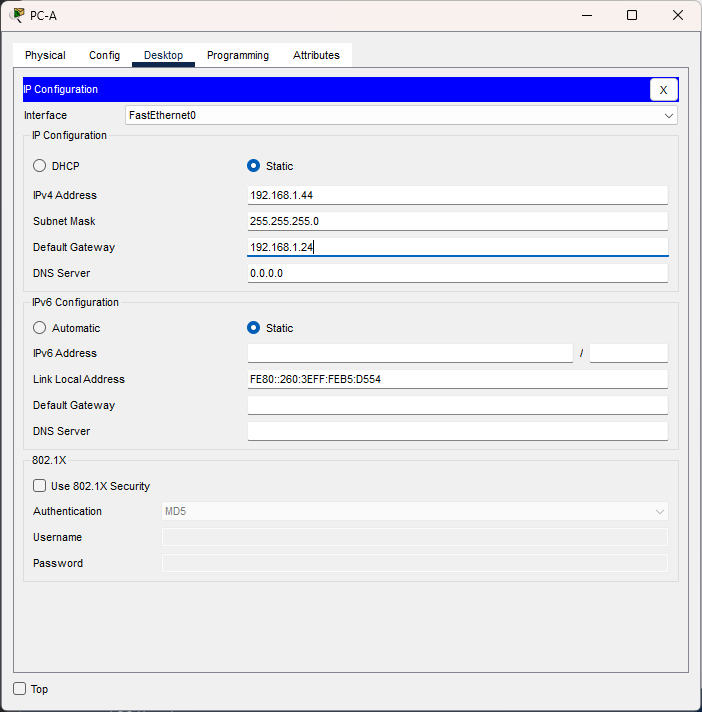 PC-A
Physical Config Desktop Programming Attributes
IP Configuration X
Interface FastEthernet0
IP Configuration
DHCP Static
IPv4 Address 192.168.1.44
Subnet Mask 255.255.255.0
Default Gateway 192.168.1.24
DNS Server 0.0.0.0
IPv6 Configuration
Automatic Static
IPv6 Address /
Link Local Address FE80::260:3EFF:FEB5:D554
Default Gateway
DNS Server
802.1X
Use 802.1X Security
Authentication MD5
Username
Password
Top